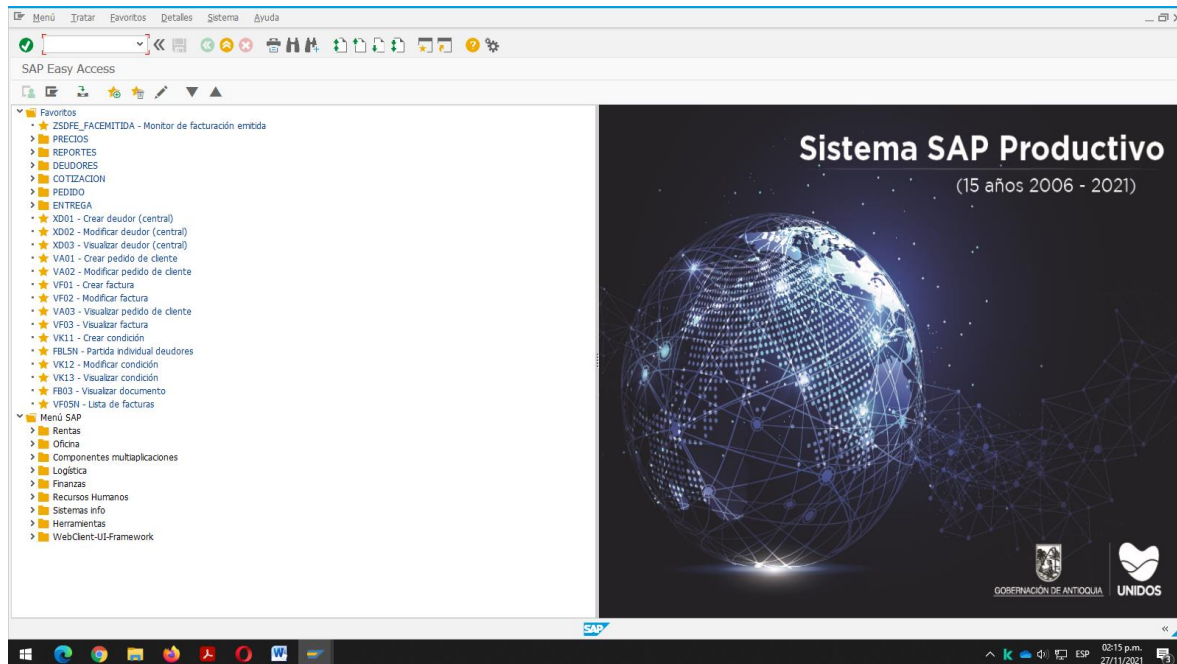 Menú Tratar Favoritos Detalles Sistema Ayuda
SAP Easy Access
Favoritos
ZSDFE_FACEMITIDA - Monitor de facturación emitida
PRECIOS
REPORTES
DEUDORES
COTIZACION
PEDIDO
ENTREGA
XD01 - Crear deudor (central)
XD02 - Modificar deudor (central)
XD03 - Visualizar deudor (central)
VA01 - Crear pedido de cliente
VA02 - Modificar pedido de cliente
VF01 - Crear factura
VF02 - Modificar factura
VA03 - Visualizar pedido de cliente
VF03 - Visualizar factura
VK11 - Crear condición
FBL5N - Partida individual deudores
VK12 - Modificar condición
VK13 - Visualizar condición
FB03 - Visualizar documento
VF05N - Lista de facturas
Menú SAP
Rentas
Oficina
Componentes multiaplicaciones
Logística
Finanzas
Recursos Humanos
Sistemas info
Herramientas
WebClient-UI-Framework
Sistema SAP Productivo
(15 años 2006 - 2021)
GOBERNACIÓN DE ANTIOQUIA
UNIDOS
SAP
ESP
02:15 p.m.
27/11/2021